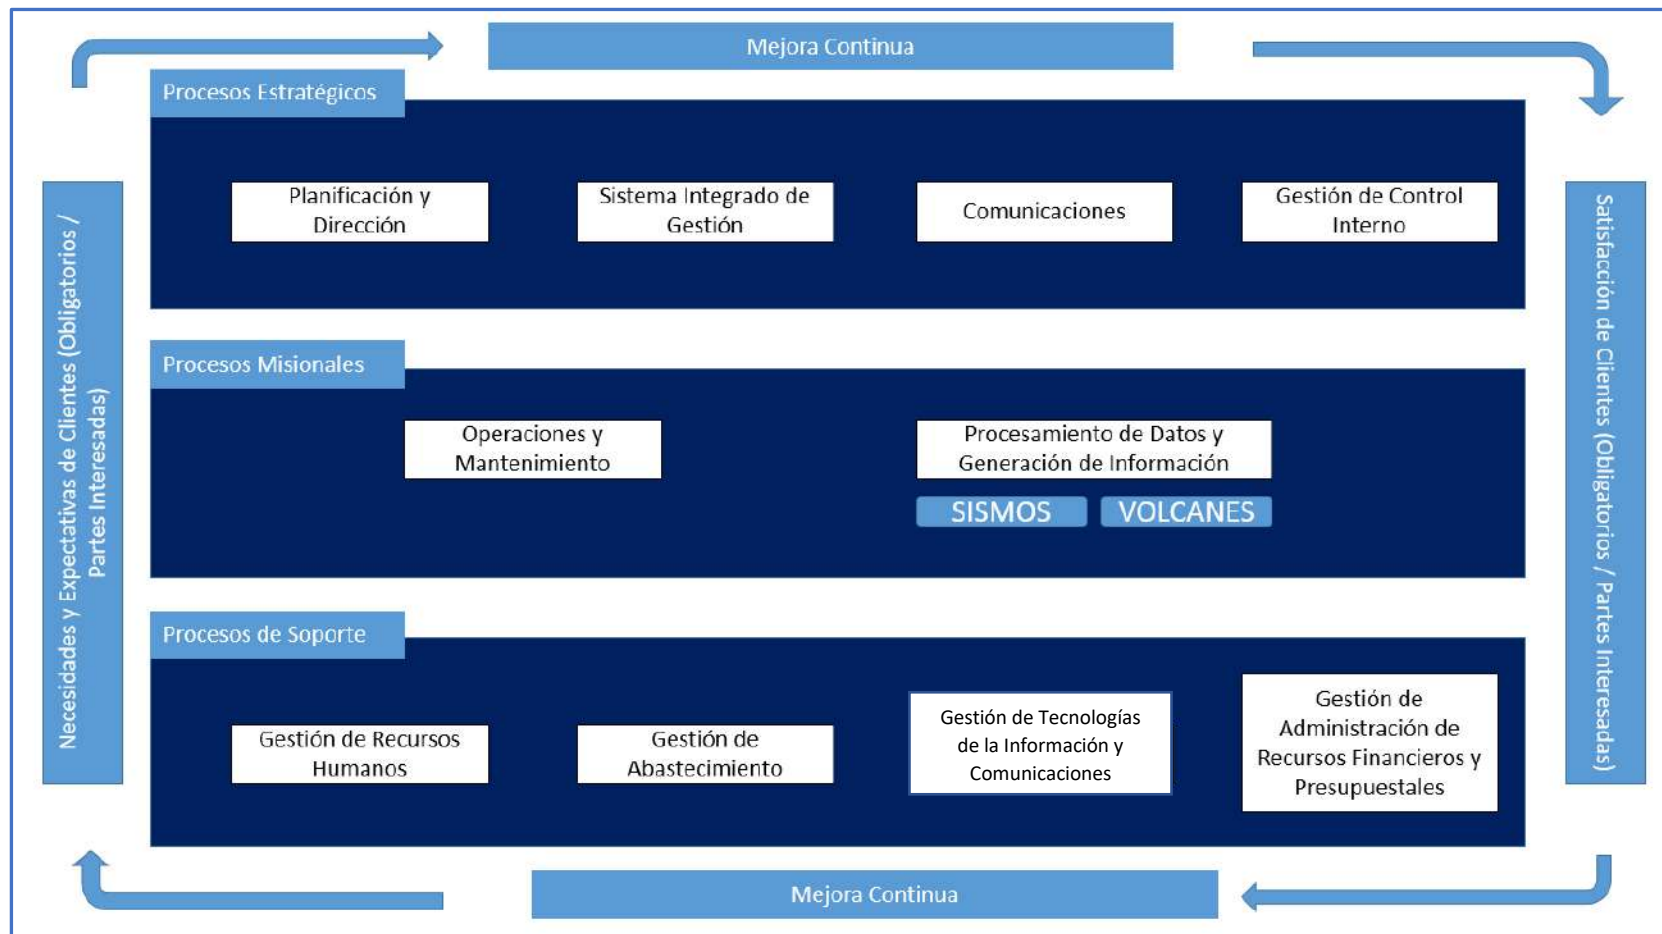 Mejora Continua
Procesos Estratégicos
Planificación y
Dirección
Sistema Integrado de
Gestión
Comunicaciones
Gestión de Control
Interno
Necesidades y Expectativas de Clientes (Obligatorios /
Partes Interesadas)
Procesos Misionales
Operaciones y
Mantenimiento
Procesamiento de Datos y
Generación de Información
SISMOS
VOLCANES
Satisfacción de Clientes (Obligatorios / Partes Interesadas)
Procesos de Soporte
Gestión de Recursos
Humanos
Gestión de
Abastecimiento
Gestión de Tecnologías
de la Información y
Comunicaciones
Gestión de
Administración de
Recursos Financieros y
Presupuestales
Mejora Continua